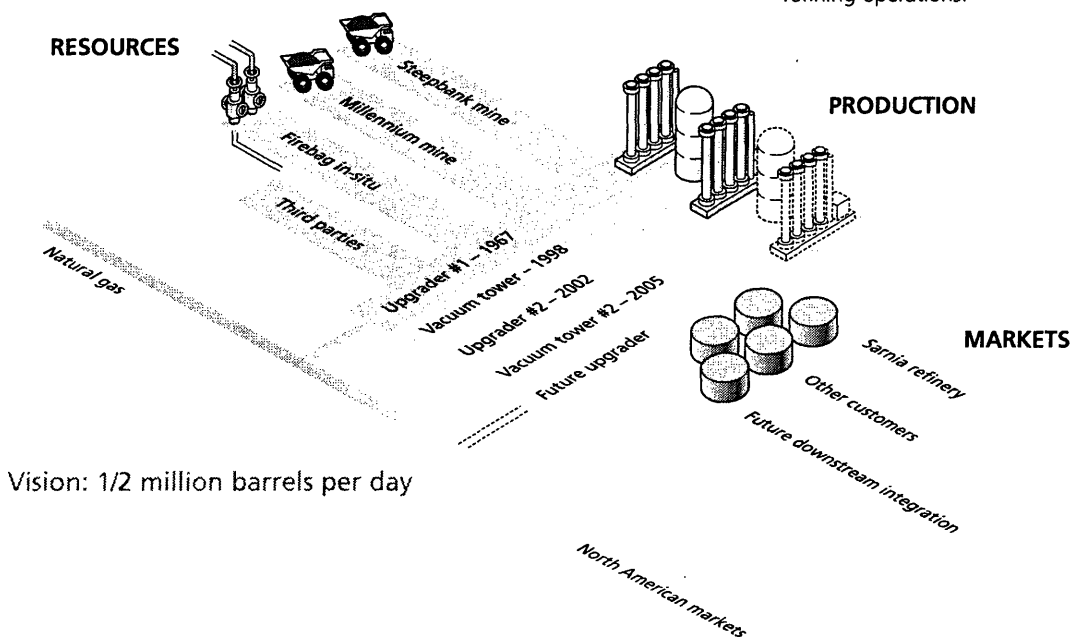 refining operations.
RESOURCES
Steepbank mine
Millennium mine
Firebag in-situ
Third parties
Natural gas
PRODUCTION
Upgrader #1 – 1967
Vacuum tower – 1998
Upgrader #2 – 2002
Vacuum tower #2 – 2005
Future upgrader
MARKETS
Sarnia refinery
Other customers
Future downstream integration
North American markets
Vision: 1/2 million barrels per day